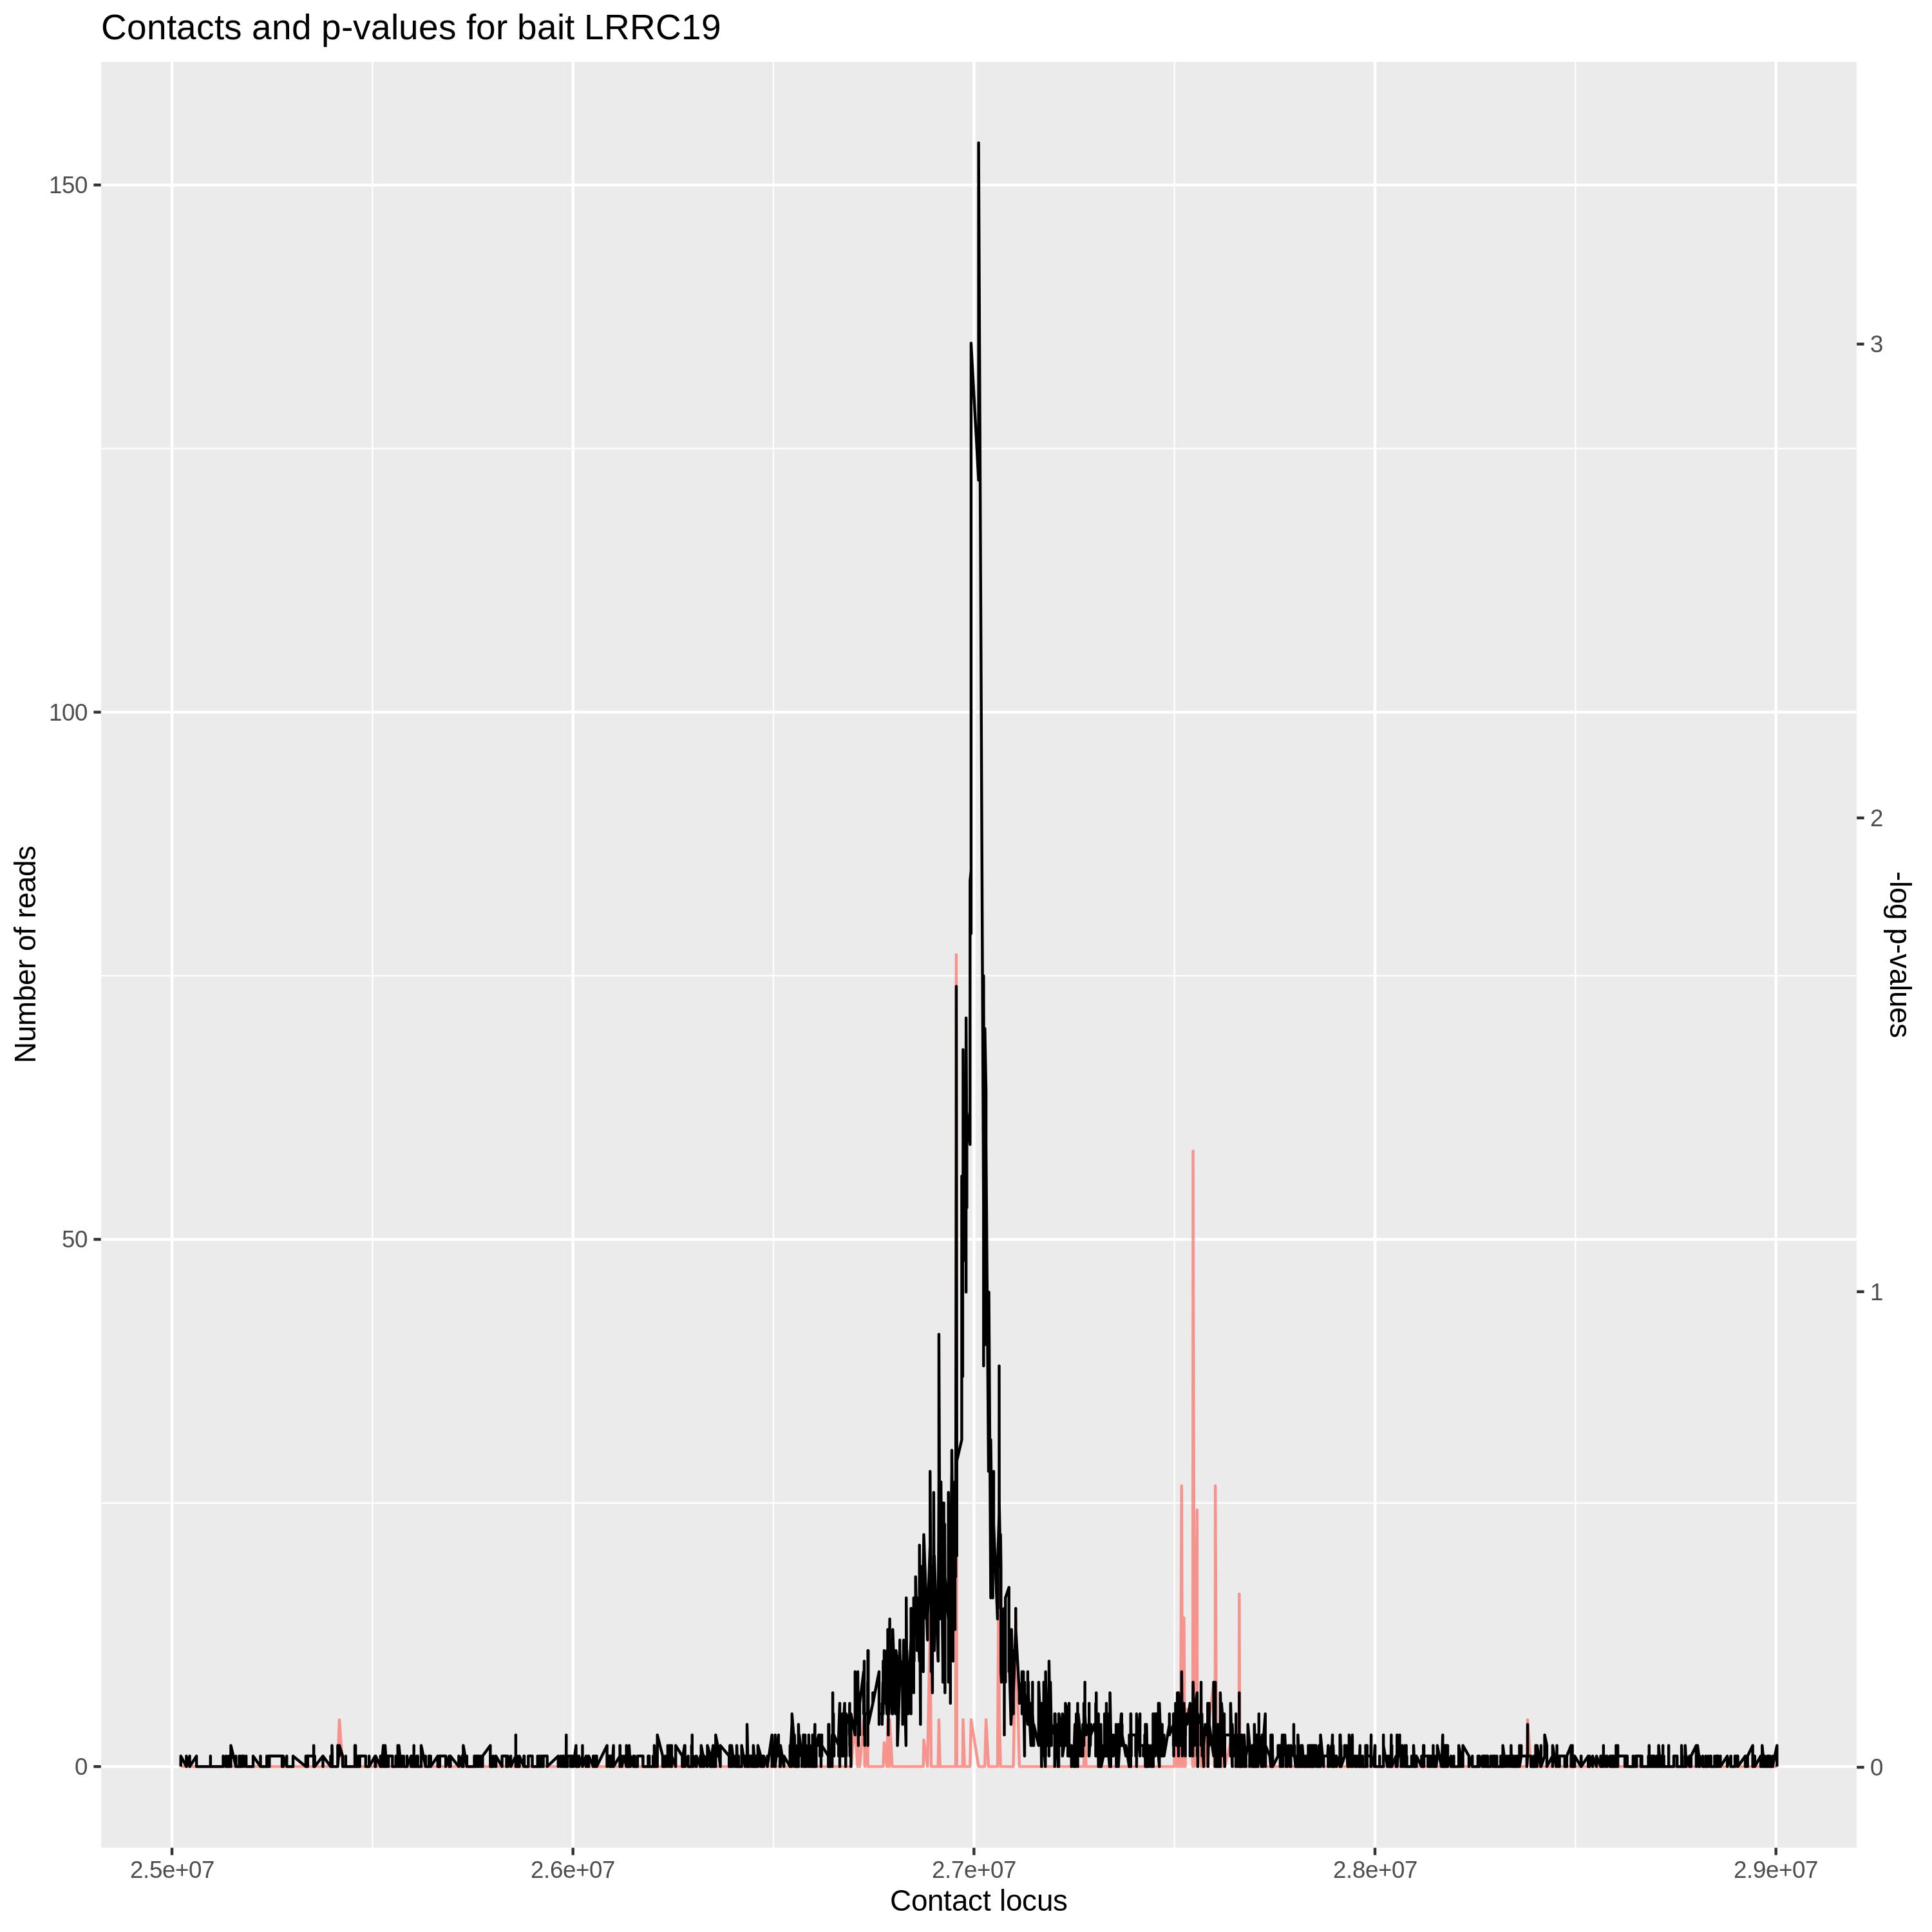 Contacts and p-values for bait LRRC19
150
100
50
0
Number of reads
3
2
1
0
-log p-values
2.5e+07
2.6e+07
2.7e+07
2.8e+07
2.9e+07
Contact locus